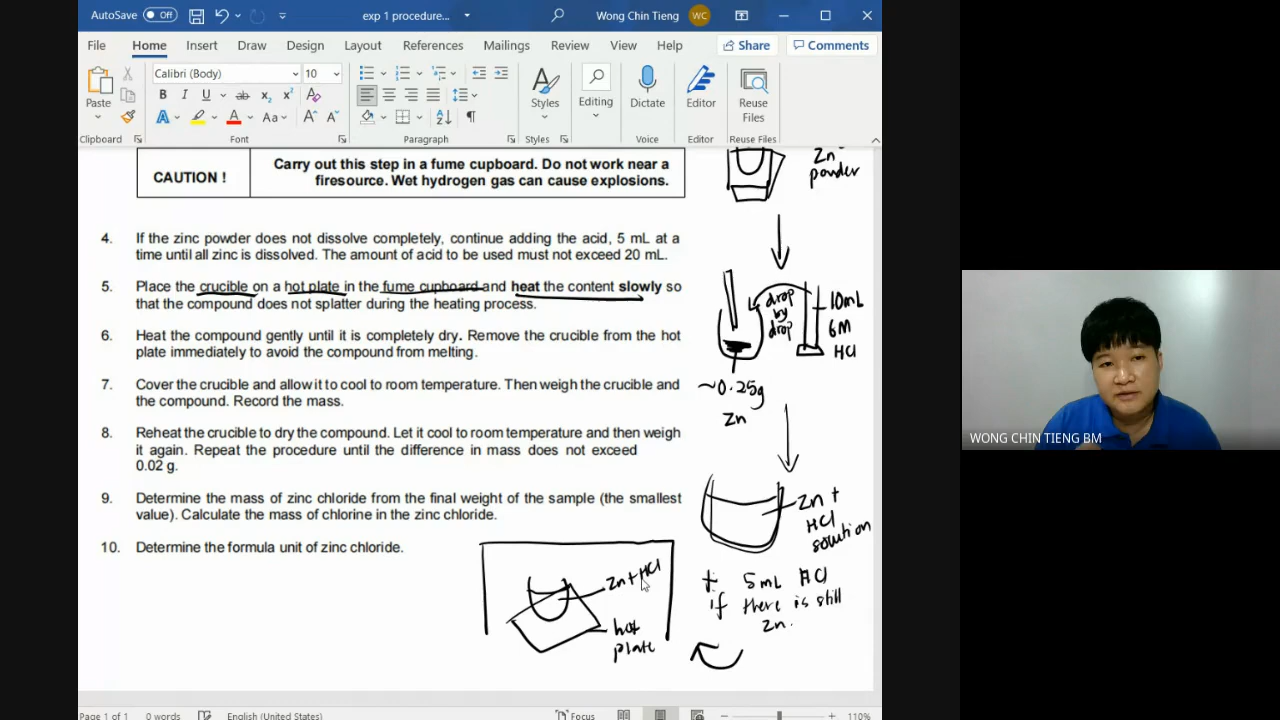 AutoSave Off exp 1 procedure... Wong Chin Tieng WC
File Home Insert Draw Design Layout References Mailings Review View Help Share Comments
Calibri (Body) 10
Paste B I U ab x₂ x² A A Aa A A Styles Editing Dictate Editor Reuse Files
Clipboard Font Paragraph Styles Voice Editor Reuse Files
CAUTION !
Carry out this step in a fume cupboard. Do not work near a
firesource. Wet hydrogen gas can cause explosions.
4. If the zinc powder does not dissolve completely, continue adding the acid, 5 mL at a
time until all zinc is dissolved. The amount of acid to be used must not exceed 20 mL.
5. Place the crucible on a hot plate in the fume cupboard and heat the content slowly so
that the compound does not splatter during the heating process.
6. Heat the compound gently until it is completely dry. Remove the crucible from the hot
plate immediately to avoid the compound from melting.
7. Cover the crucible and allow it to cool to room temperature. Then weigh the crucible and
the compound. Record the mass.
8. Reheat the crucible to dry the compound. Let it cool to room temperature and then weigh
it again. Repeat the procedure until the difference in mass does not exceed
0.02 g.
9. Determine the mass of zinc chloride from the final weight of the sample (the smallest
value). Calculate the mass of chlorine in the zinc chloride.
10. Determine the formula unit of zinc chloride.
Zn
powder
drop
by
drop
10mL
6M
HCl
~0.25g
Zn
Zn +
HCl
solution
+ 5mL HCl
if there is still
Zn.
Zn + HCl
hot
plate
Page 1 of 1 0 words English (United States) Focus 110%
WONG CHIN TIENG BM